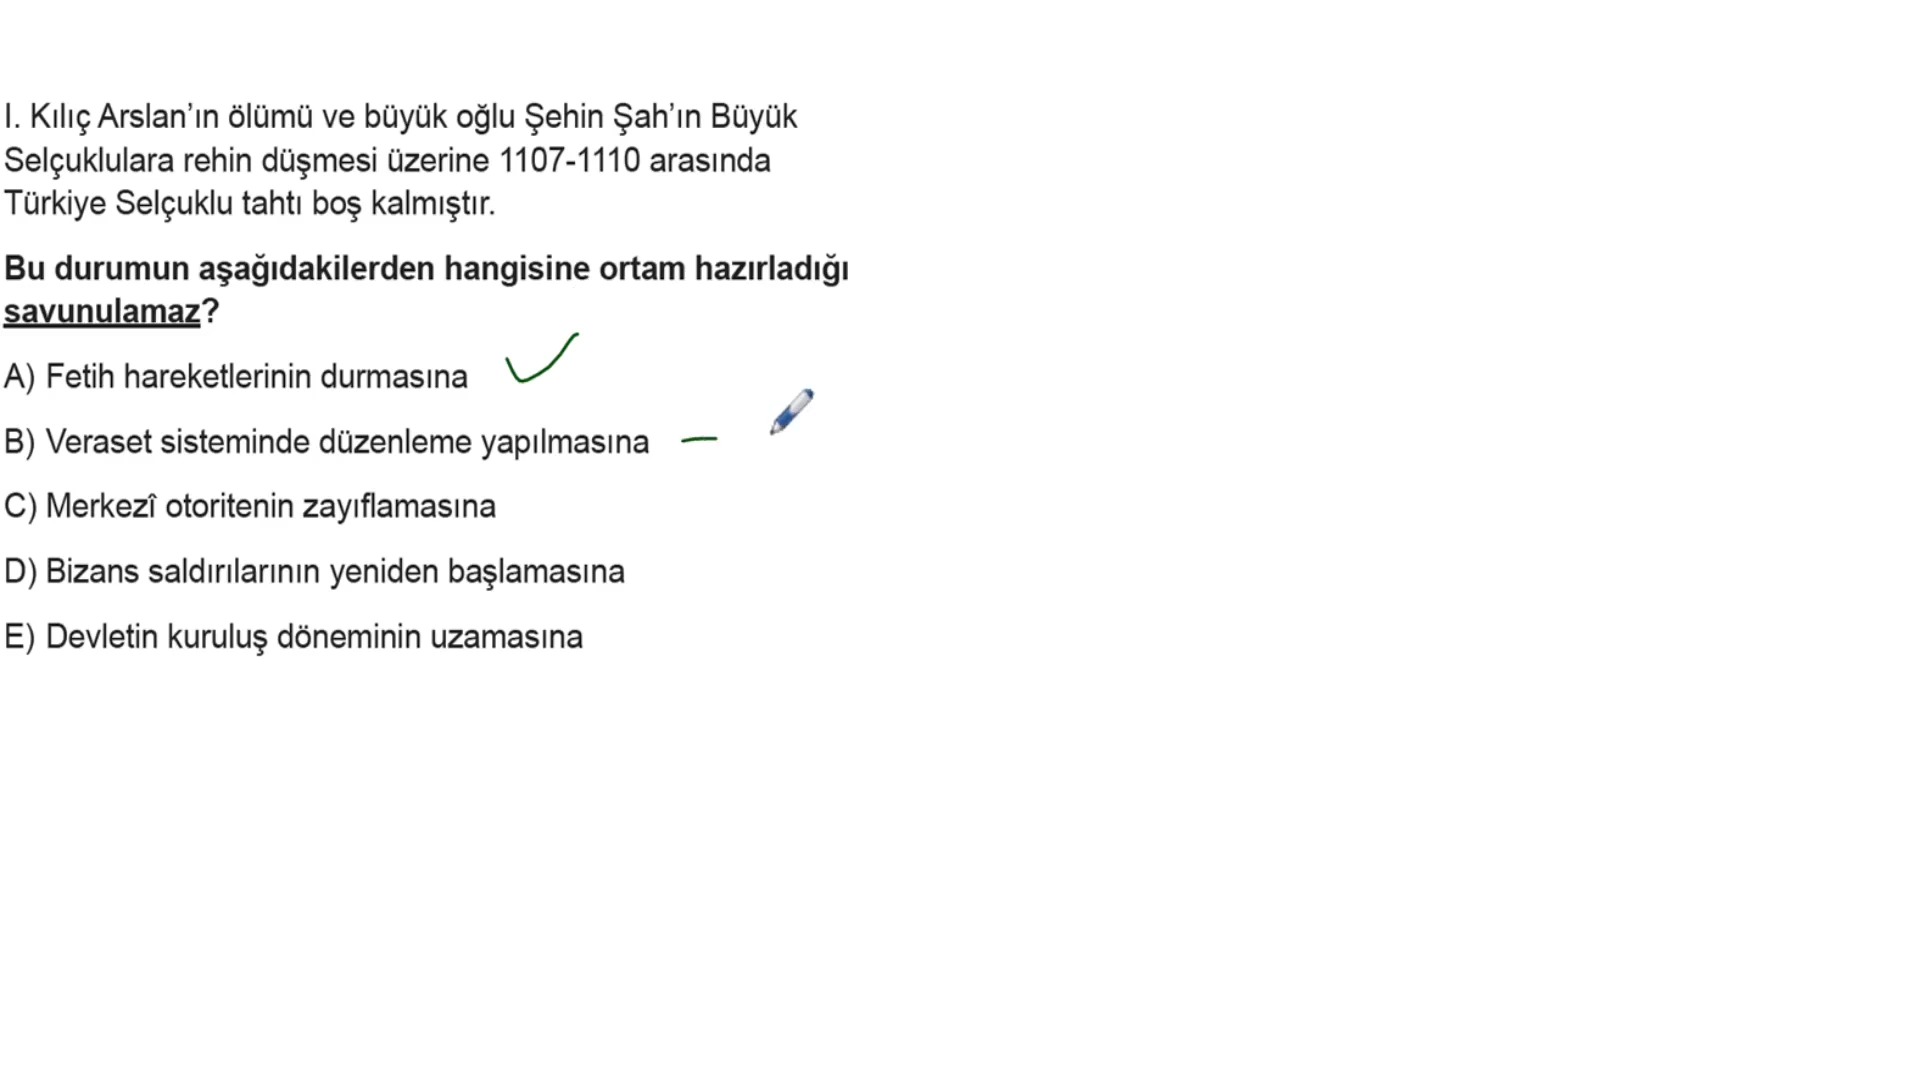 I. Kılıç Arslan’ın ölümü ve büyük oğlu Şehin Şah’ın Büyük
Selçuklulara rehin düşmesi üzerine 1107-1110 arasında
Türkiye Selçuklu tahtı boş kalmıştır.
Bu durumun aşağıdakilerden hangisine ortam hazırladığı
savunulamaz?
A) Fetih hareketlerinin durmasına
B) Veraset sisteminde düzenleme yapılmasına
C) Merkezî otoritenin zayıflamasına
D) Bizans saldırılarının yeniden başlamasına
E) Devletin kuruluş döneminin uzamasına